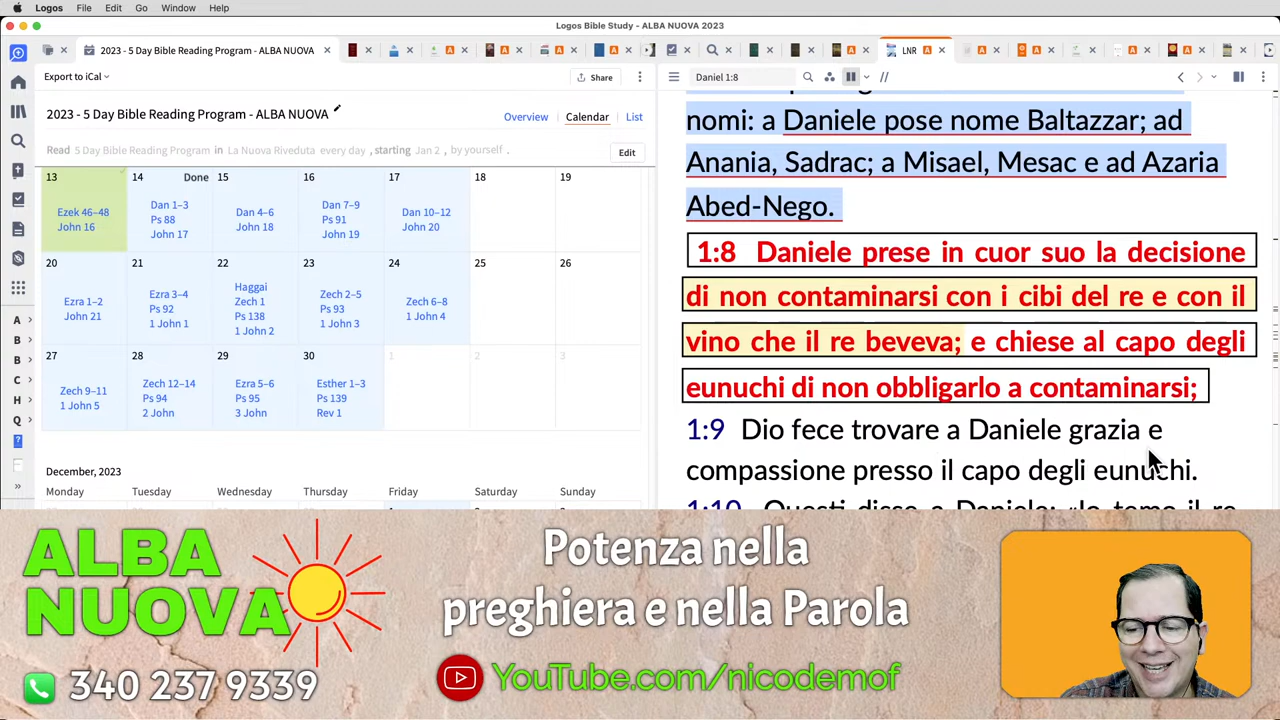 Logos File Edit Go Window Help
Logos Bible Study - ALBA NUOVA 2023
2023 - 5 Day Bible Reading Program - ALBA NUOVA
LNR
Export to iCal
Share
Daniel 1:8
2023 - 5 Day Bible Reading Program - ALBA NUOVA
Overview Calendar List
Read 5 Day Bible Reading Program in La Nuova Riveduta every day , starting Jan 2 , by yourself .
Edit
13 14 Done 15 16 17 18 19
Ezek 46–48
John 16
Dan 1–3
Ps 88
John 17
Dan 4–6
John 18
Dan 7–9
Ps 91
John 19
Dan 10–12
John 20
20 21 22 23 24 25 26
Ezra 1–2
John 21
Ezra 3–4
Ps 92
1 John 1
Haggai
Zech 1
Ps 138
1 John 2
Zech 2–5
Ps 93
1 John 3
Zech 6–8
1 John 4
27 28 29 30 1 2 3
Zech 9–11
1 John 5
Zech 12–14
Ps 94
2 John
Ezra 5–6
Ps 95
3 John
Esther 1–3
Ps 139
Rev 1
December, 2023
Monday Tuesday Wednesday Thursday Friday Saturday Sunday
A
B
B
C
H
Q
nomi: a Daniele pose nome Baltazzar; ad
Anania, Sadrac; a Misael, Mesac e ad Azaria
Abed-Nego.
1:8 Daniele prese in cuor suo la decisione
di non contaminarsi con i cibi del re e con il
vino che il re beveva; e chiese al capo degli
eunuchi di non obbligarlo a contaminarsi;
1:9 Dio fece trovare a Daniele grazia e
compassione presso il capo degli eunuchi.
1:10 Questi disse a Daniele: «Io temo il re
ALBA
NUOVA
340 237 9339
Potenza nella
preghiera e nella Parola
YouTube.com/nicodemof